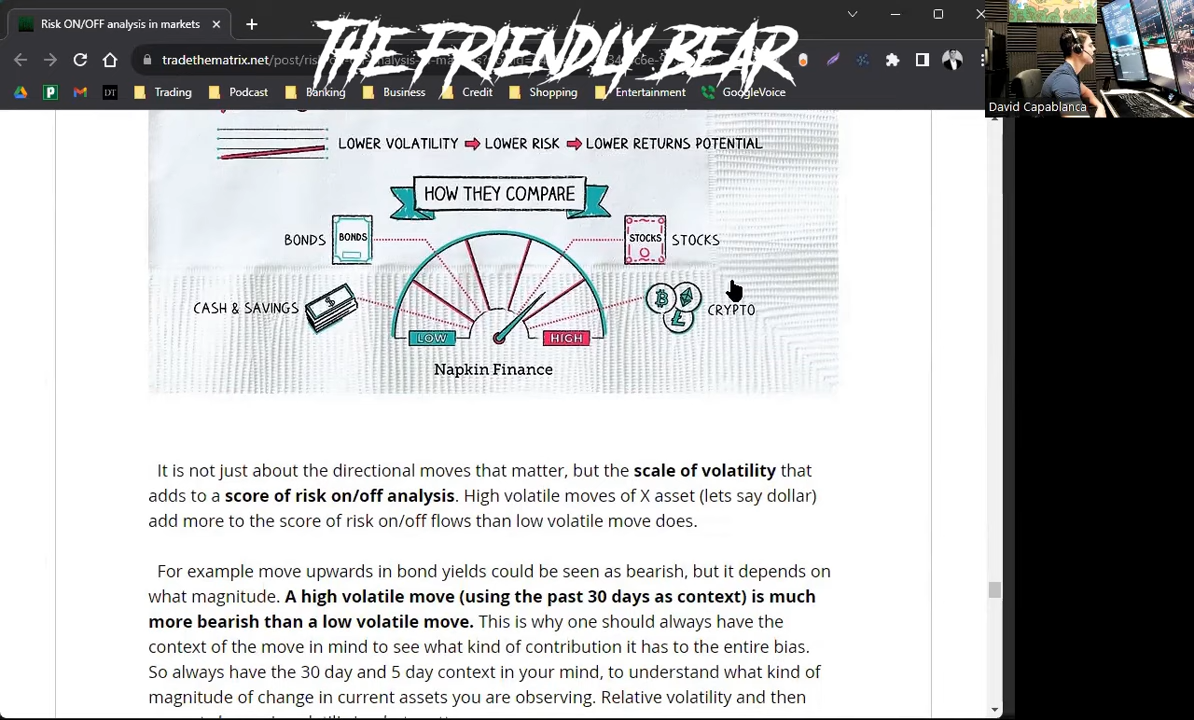 Risk ON/OFF analysis in markets
THE FRIENDLY BEAR
tradethematrix.net/post/
Trading
Podcast
Banking
Business
Credit
Shopping
Entertainment
GoogleVoice
David Capablanca
LOWER VOLATILITY LOWER RISK LOWER RETURNS POTENTIAL
HOW THEY COMPARE
BONDS BONDS
STOCKS STOCKS
CASH & SAVINGS
CRYPTO
LOW HIGH
Napkin Finance
It is not just about the directional moves that matter, but the scale of volatility that
adds to a score of risk on/off analysis. High volatile moves of X asset (lets say dollar)
add more to the score of risk on/off flows than low volatile move does.
For example move upwards in bond yields could be seen as bearish, but it depends on
what magnitude. A high volatile move (using the past 30 days as context) is much
more bearish than a low volatile move. This is why one should always have the
context of the move in mind to see what kind of contribution it has to the entire bias.
So always have the 30 day and 5 day context in your mind, to understand what kind of
magnitude of change in current assets you are observing. Relative volatility and then